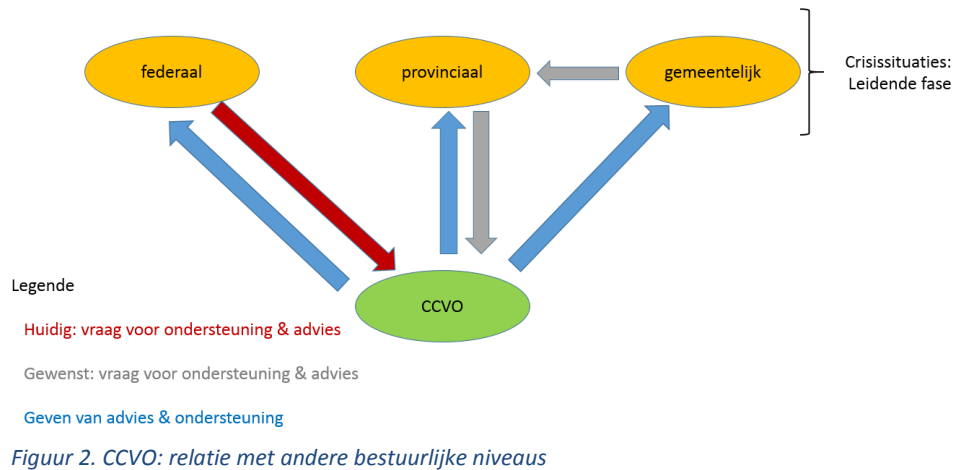 federaal
provinciaal
gemeentelijk
Crisissituaties:
Leidende fase
CCVO
Legende
Huidig: vraag voor ondersteuning & advies
Gewenst: vraag voor ondersteuning & advies
Geven van advies & ondersteuning
Figuur 2. CCVO: relatie met andere bestuurlijke niveaus